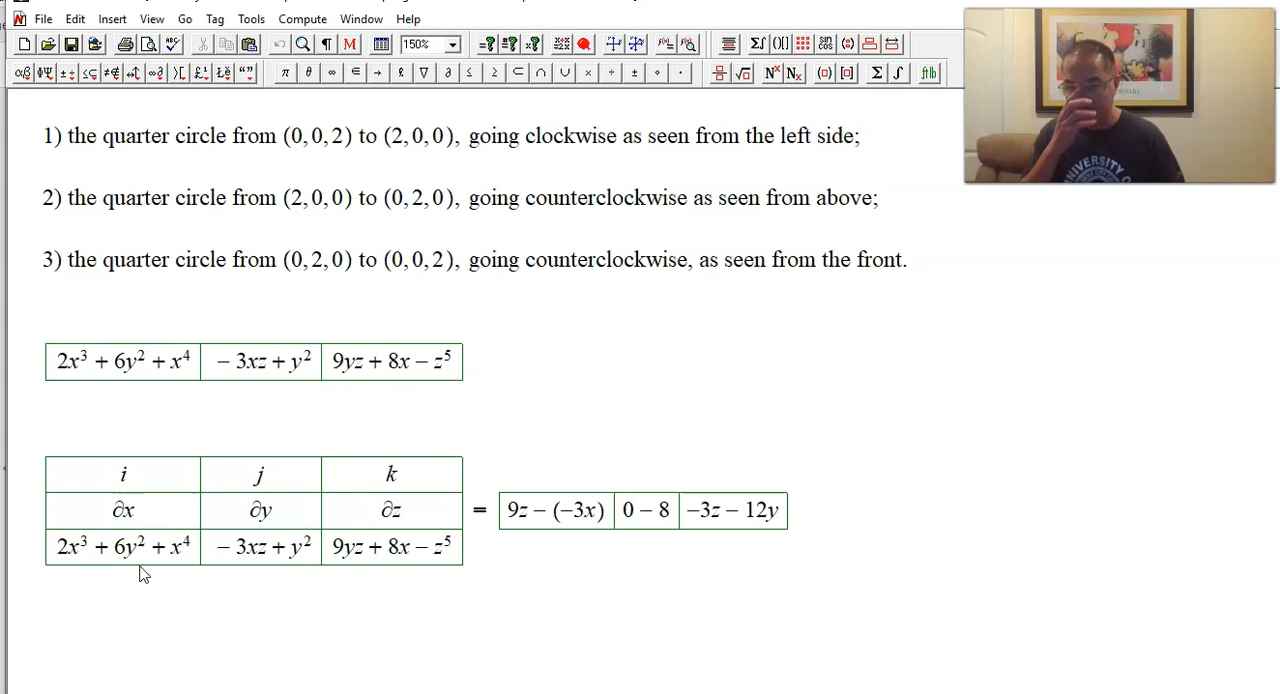 File Edit Insert View Go Tag Tools Compute Window Help
150%
1) the quarter circle from (0,0,2) to (2,0,0), going clockwise as seen from the left side;
2) the quarter circle from (2,0,0) to (0,2,0), going counterclockwise as seen from above;
3) the quarter circle from (0,2,0) to (0,0,2), going counterclockwise, as seen from the front.
2x³ + 6y² + x⁴ − 3xz + y² 9yz + 8x − z⁵
i j k
∂x ∂y ∂z = 9z − (−3x) 0 − 8 −3z − 12y
2x³ + 6y² + x⁴ − 3xz + y² 9yz + 8x − z⁵
UNIVERSITY OF